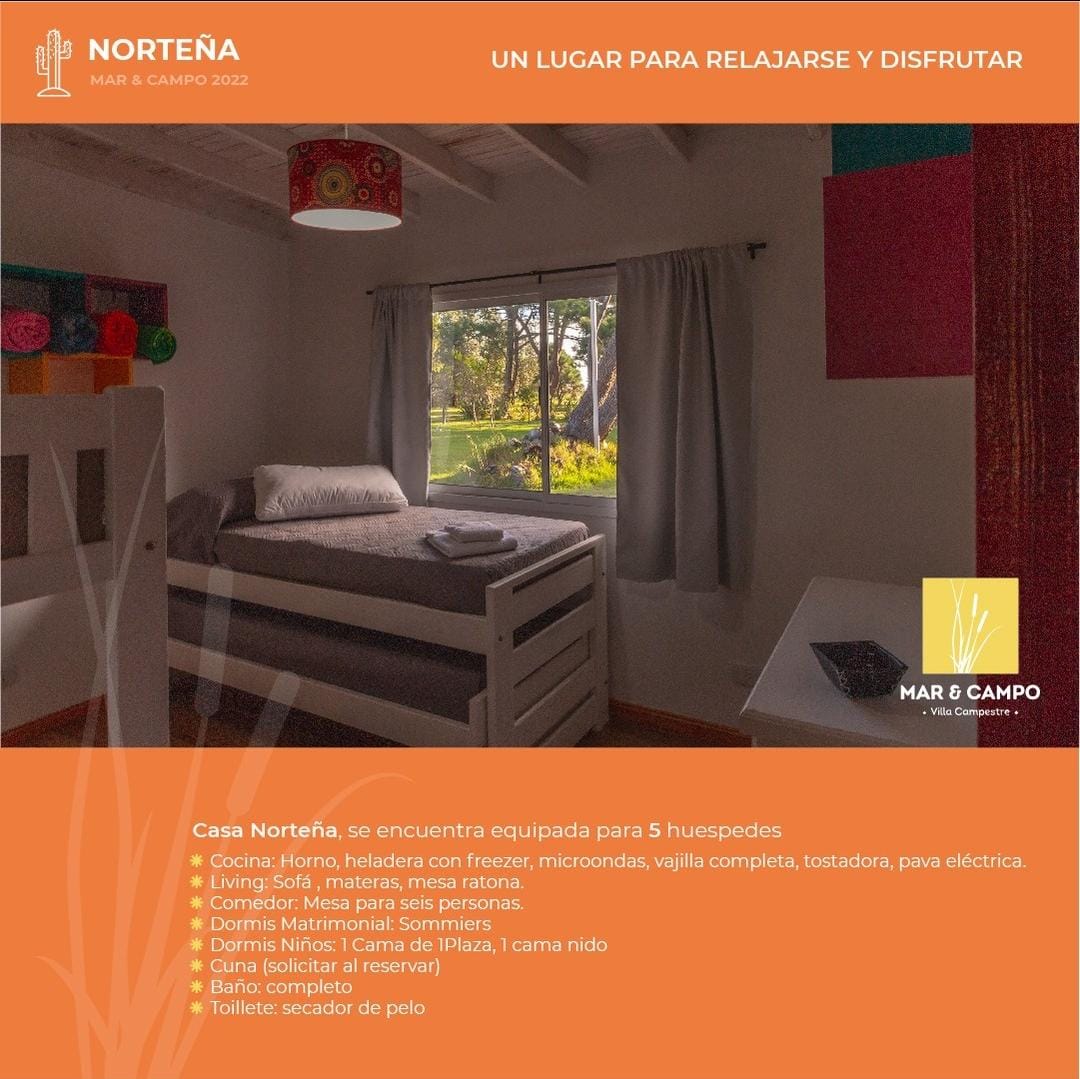 NORTEÑA
MAR & CAMPO 2022
UN LUGAR PARA RELAJARSE Y DISFRUTAR
MAR & CAMPO
• Villa Campestre •
Casa Norteña, se encuentra equipada para 5 huespedes
Cocina: Horno, heladera con freezer, microondas, vajilla completa, tostadora, pava eléctrica.
Living: Sofá , materas, mesa ratona.
Comedor: Mesa para seis personas.
Dormis Matrimonial: Sommiers
Dormis Niños: 1 Cama de 1Plaza, 1 cama nido
Cuna (solicitar al reservar)
Baño: completo
Toillete: secador de pelo